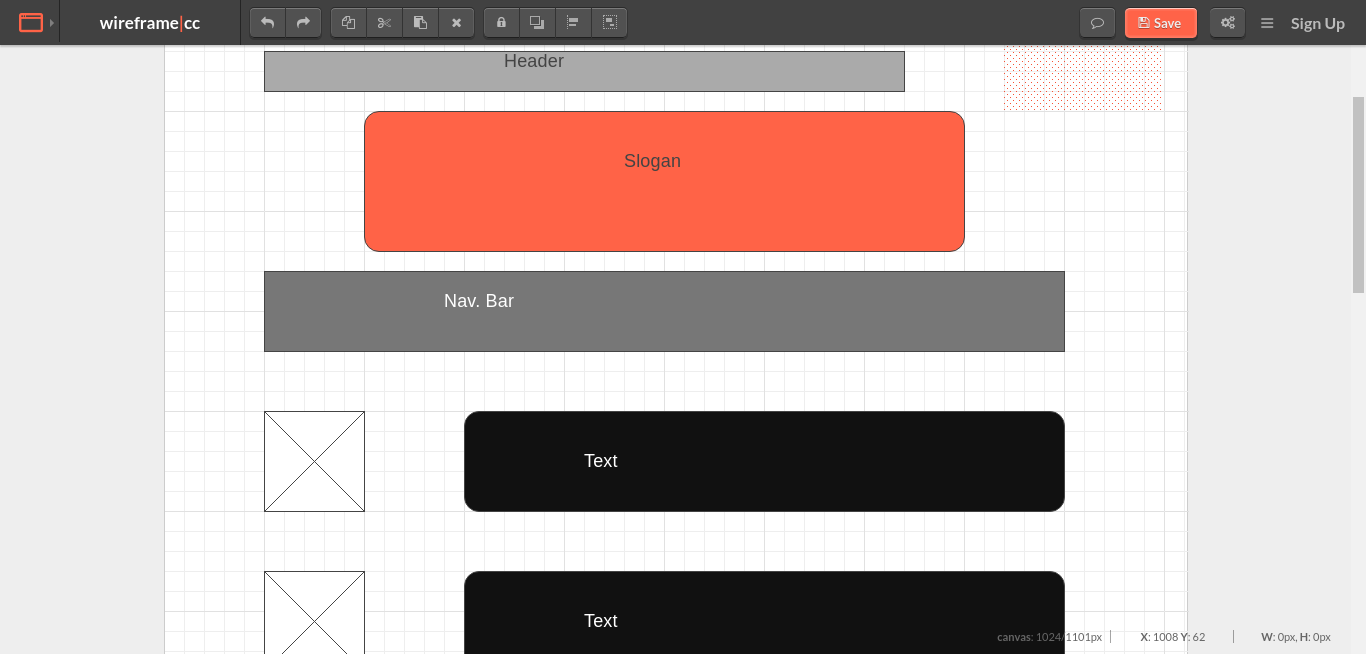 wireframe|cc
Save
Sign Up
Header
Slogan
Nav. Bar
Text
Text
canvas: 1024/1101px
X: 1008 Y: 62
W: 0px, H: 0px